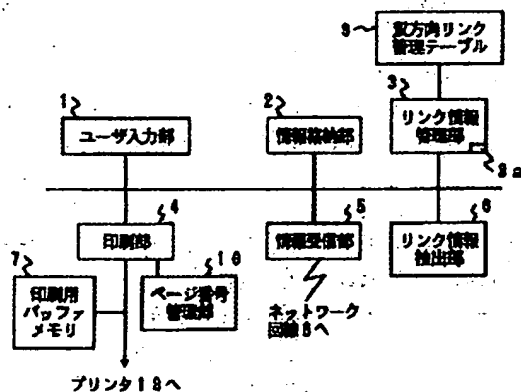 9
双方向リンク
管理テーブル
1
ユーザ入力部
2
情報格納部
3
リンク情報
管理部
3a
4
印刷部
5
情報受信部
6
リンク情報
抽出部
7
印刷用
バッファ
メモリ
10
ページ番号
管理部
ネットワーク
回線8へ
プリンタ19へ